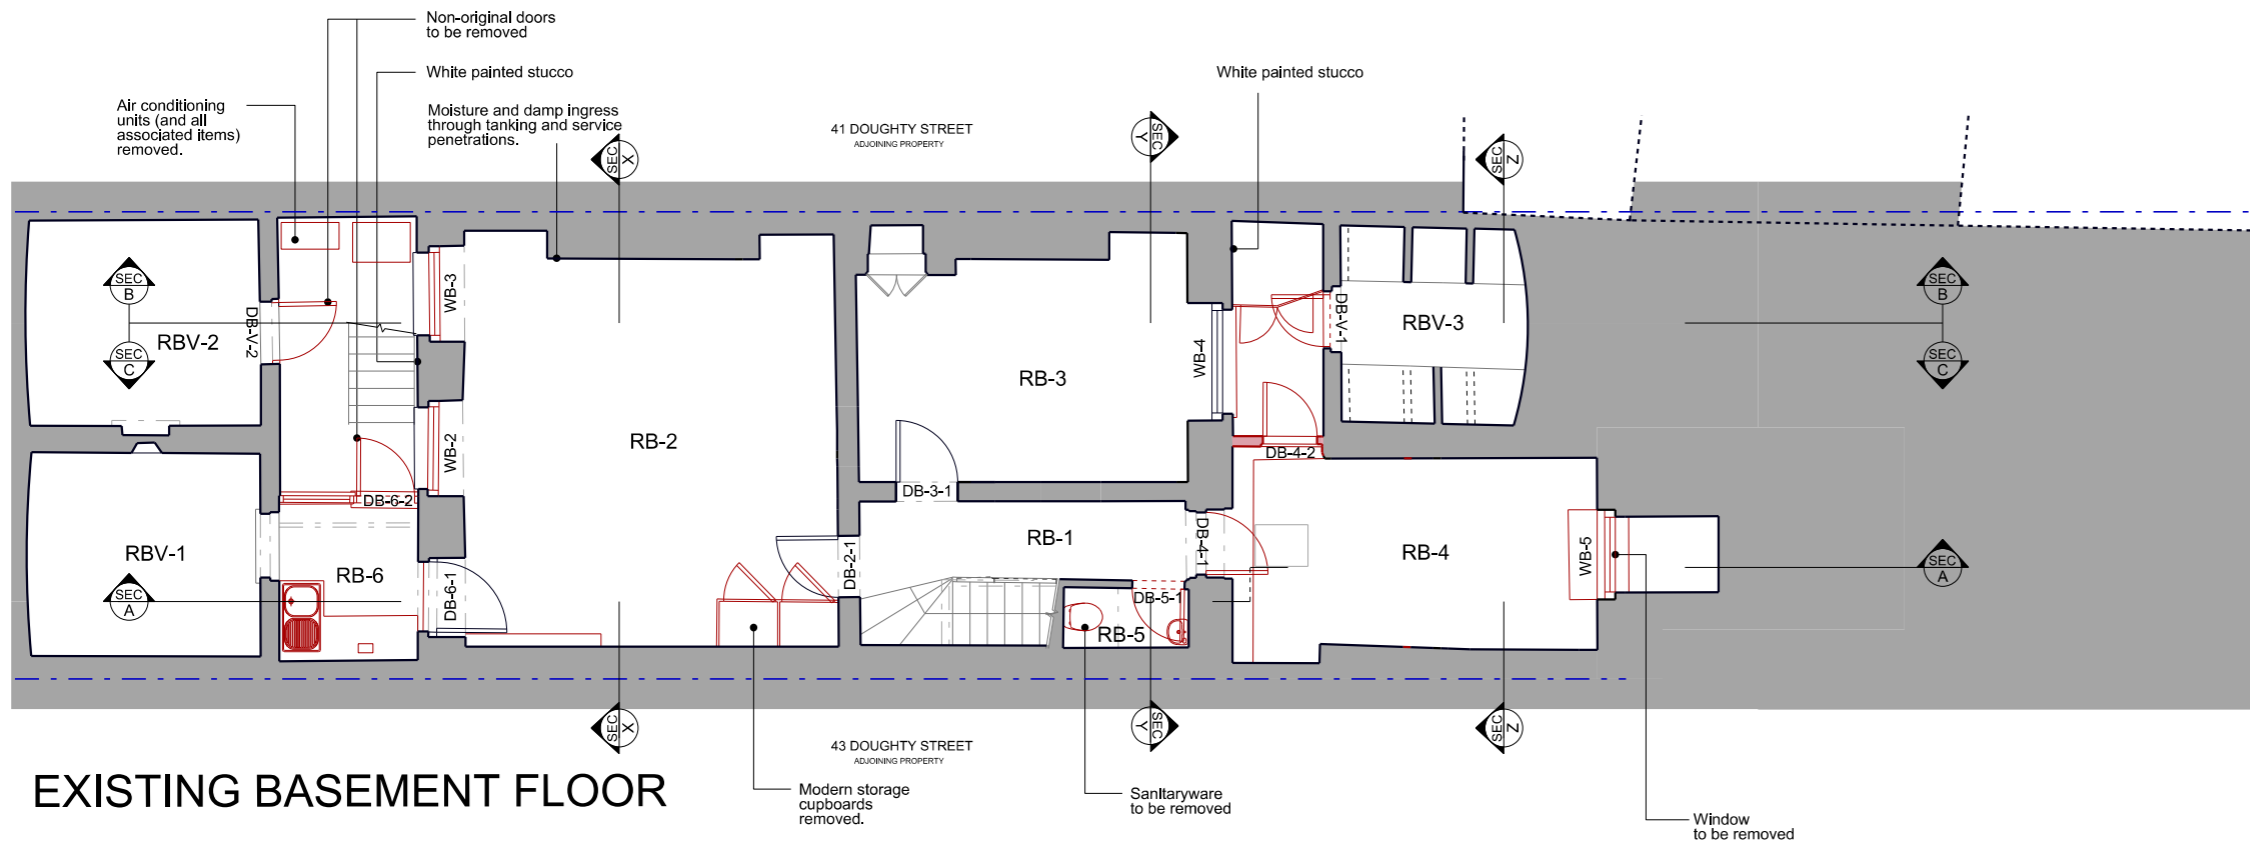 Non-original doors
to be removed
White painted stucco
White painted stucco
Air conditioning
units (and all
associated items)
removed.
Moisture and damp ingress
through tanking and service
penetrations.
41 DOUGHTY STREET
ADJOINING PROPERTY
SEC X
SEC Y
SEC Z
SEC
B
SEC
C
RBV-2
DB-V-2
WB-3
WB-2
RB-2
RB-3
WB-4
DB-V-1
RBV-3
SEC
B
SEC
C
DB-6-2
DB-3-1
DB-4-2
RBV-1
RB-6
DB-6-1
DB-2-1
RB-1
DB-4-1
RB-4
WB-5
SEC
A
SEC
A
DB-5-1
RB-5
SEC X
SEC Y
SEC Z
43 DOUGHTY STREET
ADJOINING PROPERTY
EXISTING BASEMENT FLOOR
Modern storage
cupboards
removed.
Sanitaryware
to be removed
Window
to be removed